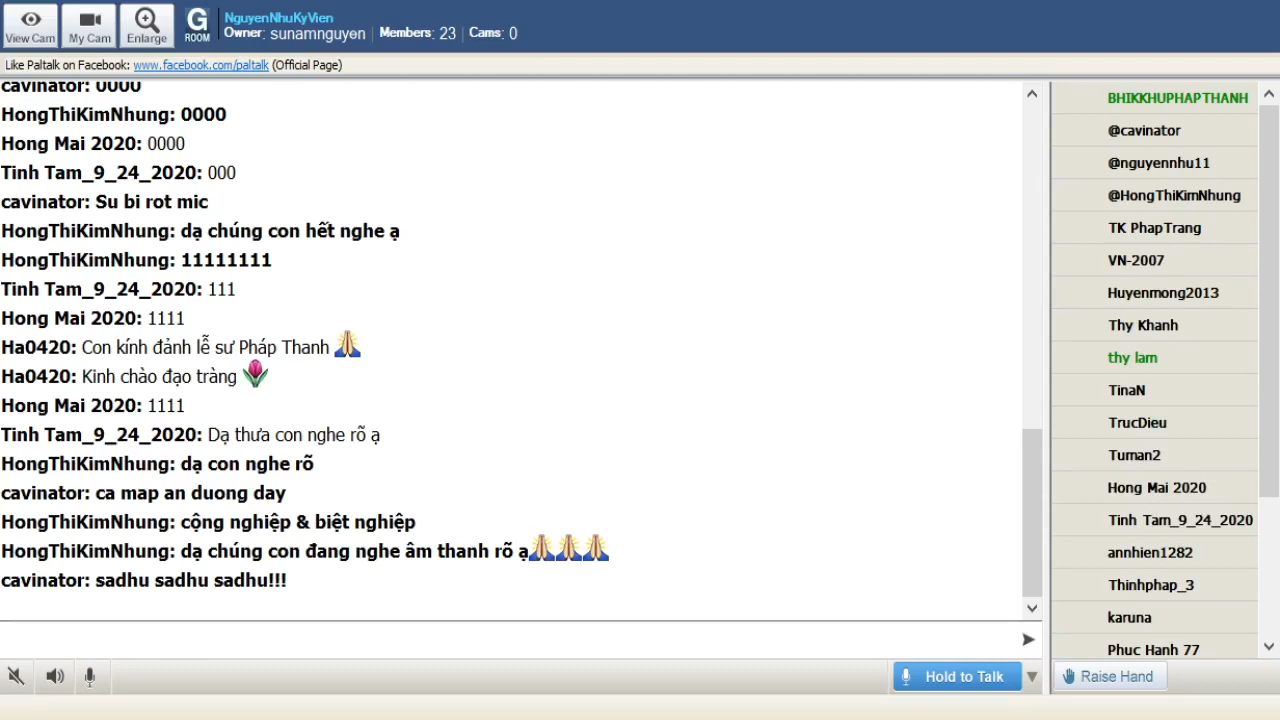 View Cam
My Cam
Enlarge
G
ROOM
NguyenNhuKyVien
Owner: sunamnguyen | Members: 23 | Cams: 0
Like Paltalk on Facebook: www.facebook.com/paltalk (Official Page)
cavinator: 0000
HongThiKimNhung: 0000
Hong Mai 2020: 0000
Tinh Tam_9_24_2020: 000
cavinator: Su bi rot mic
HongThiKimNhung: dạ chúng con hết nghe ạ
HongThiKimNhung: 11111111
Tinh Tam_9_24_2020: 111
Hong Mai 2020: 1111
Ha0420: Con kính đảnh lễ sư Pháp Thanh 🙏
Ha0420: Kinh chào đạo tràng 🌷
Hong Mai 2020: 1111
Tinh Tam_9_24_2020: Dạ thưa con nghe rõ ạ
HongThiKimNhung: dạ con nghe rõ
cavinator: ca map an duong day
HongThiKimNhung: cộng nghiệp & biệt nghiệp
HongThiKimNhung: dạ chúng con đang nghe âm thanh rõ ạ🙏🙏🙏
cavinator: sadhu sadhu sadhu!!!
Hold to Talk
BHIKKHUPHAPTHANH
@cavinator
@nguyennhu11
@HongThiKimNhung
TK PhapTrang
VN-2007
Huyenmong2013
Thy Khanh
thy lam
TinaN
TrucDieu
Tuman2
Hong Mai 2020
Tinh Tam_9_24_2020
annhien1282
Thinhphap_3
karuna
Phuc Hanh 77
Raise Hand